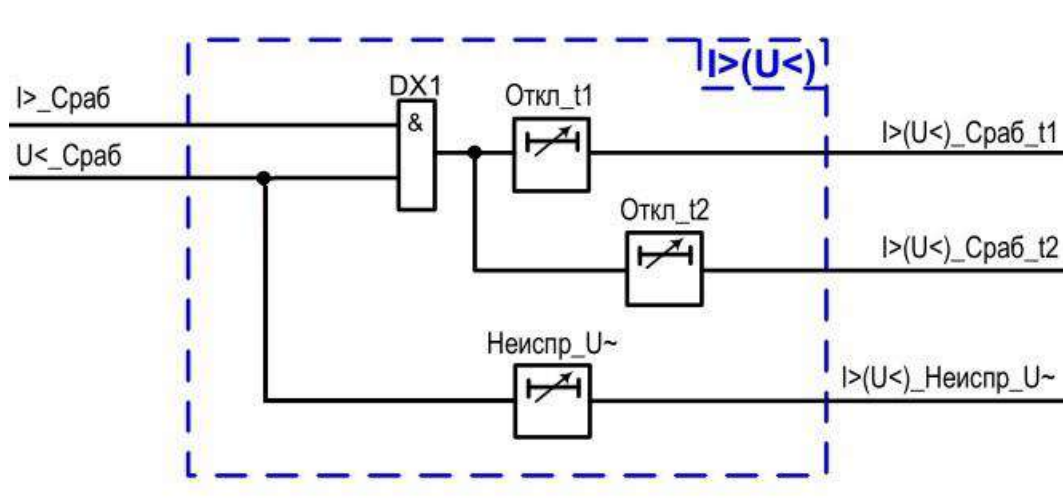 I>(U<)
I>_Сраб
DX1
&
Откл_t1
I>(U<)_Сраб_t1
U<_Сраб
Откл_t2
I>(U<)_Сраб_t2
Неиспр_U~
I>(U<)_Неиспр_U~